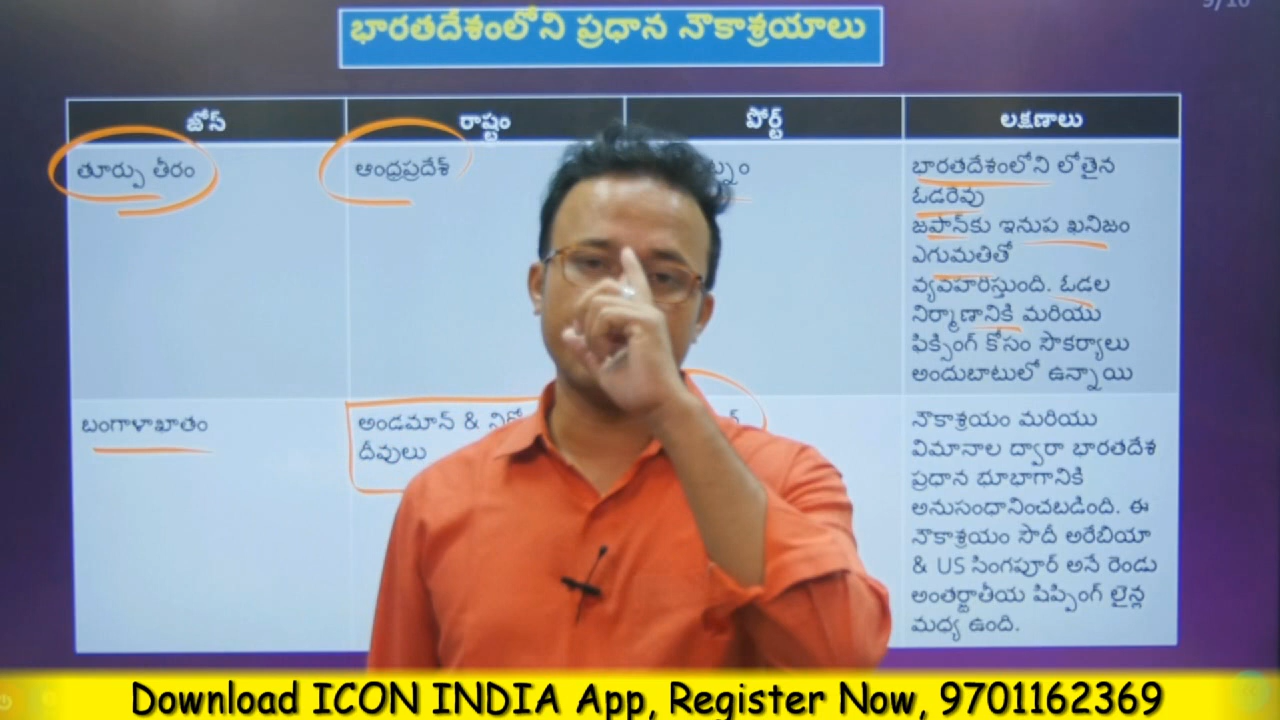 భారతదేశంలోని ప్రధాన నౌకాశ్రయాలు
జోన్ రాష్ట్రం పోర్ట్ లక్షణాలు
తూర్పు తీరం ఆంధ్రప్రదేశ్ భారతదేశంలోని లోతైన
ఓడరేవు
జపాన్‌కు ఇనుప ఖనిజం
ఎగుమతితో
వ్యవహరిస్తుంది. ఓడల
నిర్మాణానికి మరియు
ఫిక్సింగ్ కోసం సౌకర్యాలు
అందుబాటులో ఉన్నాయి
బంగాళాఖాతం అండమాన్ &
దీవులు
నౌకాశ్రయం మరియు
విమానాల ద్వారా భారతదేశ
ప్రధాన భూభాగానికి
అనుసంధానించబడింది. ఈ
నౌకాశ్రయం సౌదీ అరేబియా
& US సింగపూర్ అనే రెండు
అంతర్జాతీయ షిప్పింగ్ లైన్ల
మధ్య ఉంది.
Download ICON INDIA App, Register Now, 9701162369